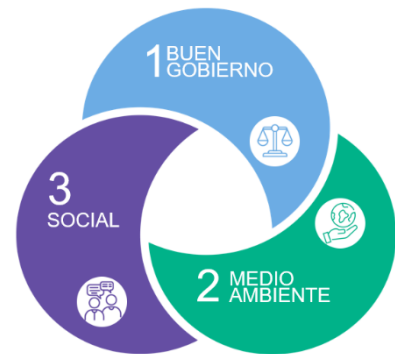 1 BUEN
GOBIERNO
2 MEDIO
AMBIENTE
3
SOCIAL